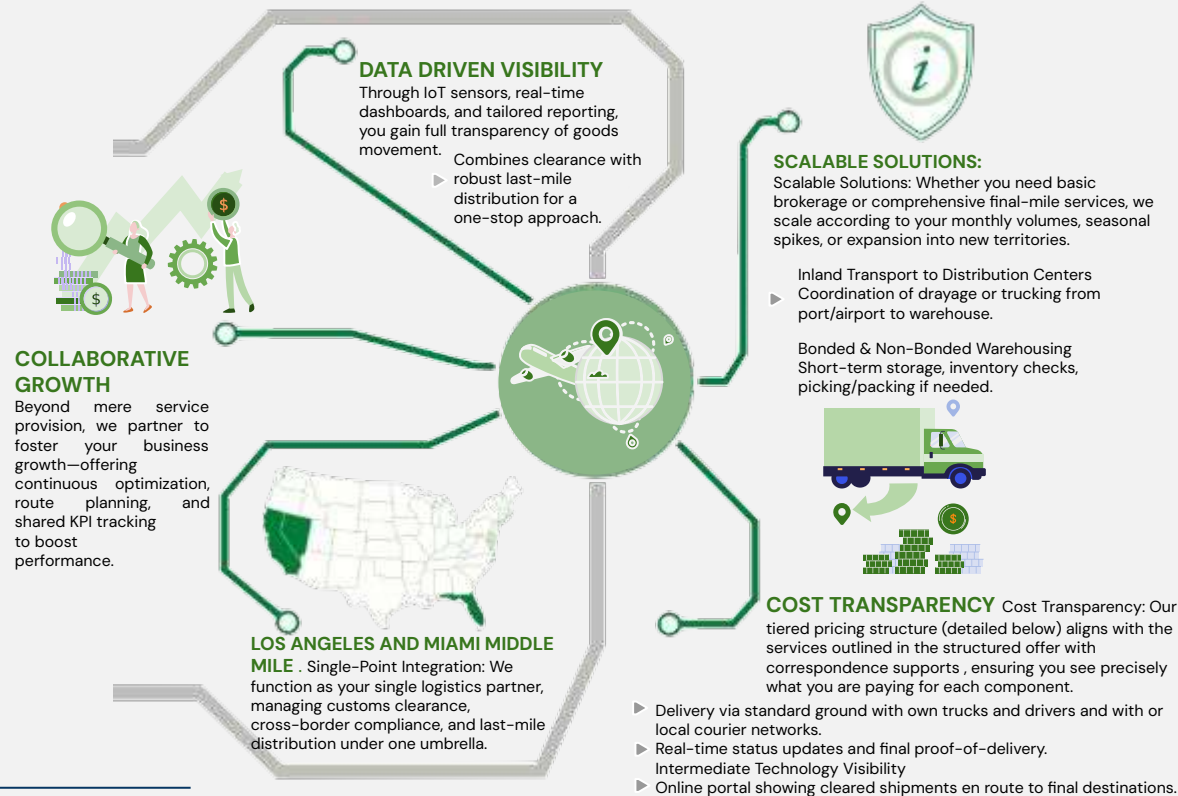 DATA DRIVEN VISIBILITY
Through IoT sensors, real-time
dashboards, and tailored reporting,
you gain full transparency of goods
movement.
Combines clearance with
robust last-mile
distribution for a
one-stop approach.
i
SCALABLE SOLUTIONS:
Scalable Solutions: Whether you need basic
brokerage or comprehensive final-mile services, we
scale according to your monthly volumes, seasonal
spikes, or expansion into new territories.
Inland Transport to Distribution Centers
Coordination of drayage or trucking from
port/airport to warehouse.
Bonded & Non-Bonded Warehousing
Short-term storage, inventory checks,
picking/packing if needed.
$
$
COLLABORATIVE
GROWTH
Beyond mere service
provision, we partner to
foster your business
growth—offering
continuous optimization,
route planning, and
shared KPI tracking
to boost
performance.
LOS ANGELES AND MIAMI MIDDLE
MILE . Single-Point Integration: We
function as your single logistics partner,
managing customs clearance,
cross-border compliance, and last-mile
distribution under one umbrella.
$
COST TRANSPARENCY Cost Transparency: Our
tiered pricing structure (detailed below) aligns with the
services outlined in the structured offer with
correspondence supports , ensuring you see precisely
what you are paying for each component.
Delivery via standard ground with own trucks and drivers and with or
local courier networks.
Real-time status updates and final proof-of-delivery.
Intermediate Technology Visibility
Online portal showing cleared shipments en route to final destinations.